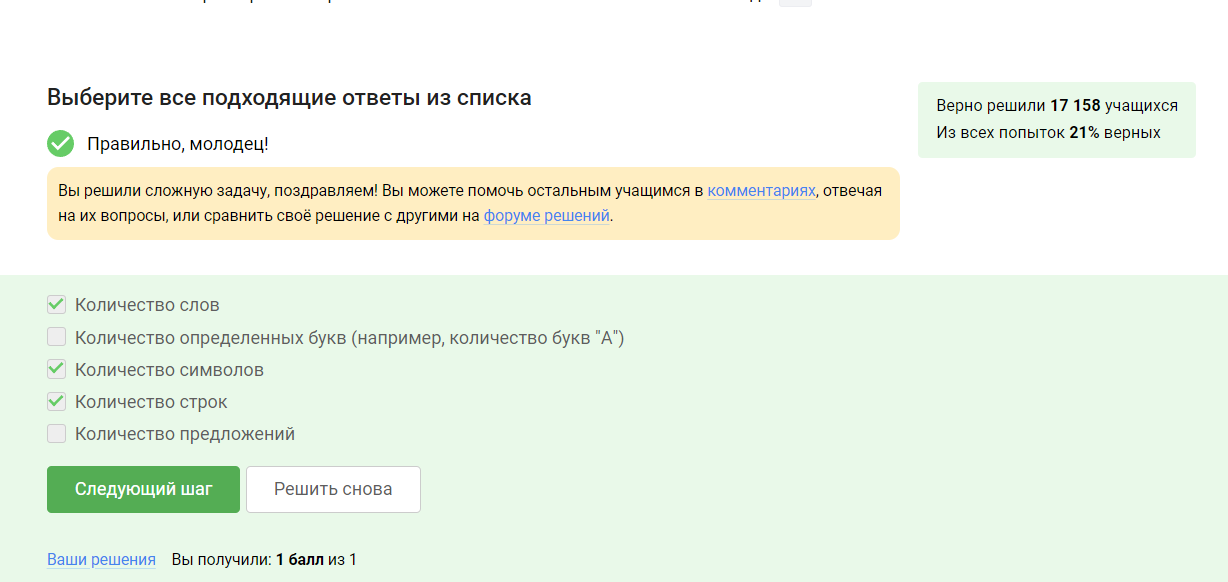 Выберите все подходящие ответы из списка
Верно решили 17 158 учащихся
Из всех попыток 21% верных
Правильно, молодец!
Вы решили сложную задачу, поздравляем! Вы можете помочь остальным учащимся в комментариях, отвечая
на их вопросы, или сравнить своё решение с другими на форуме решений.
Количество слов
Количество определенных букв (например, количество букв "А")
Количество символов
Количество строк
Количество предложений
Следующий шаг
Решить снова
Ваши решения Вы получили: 1 балл из 1